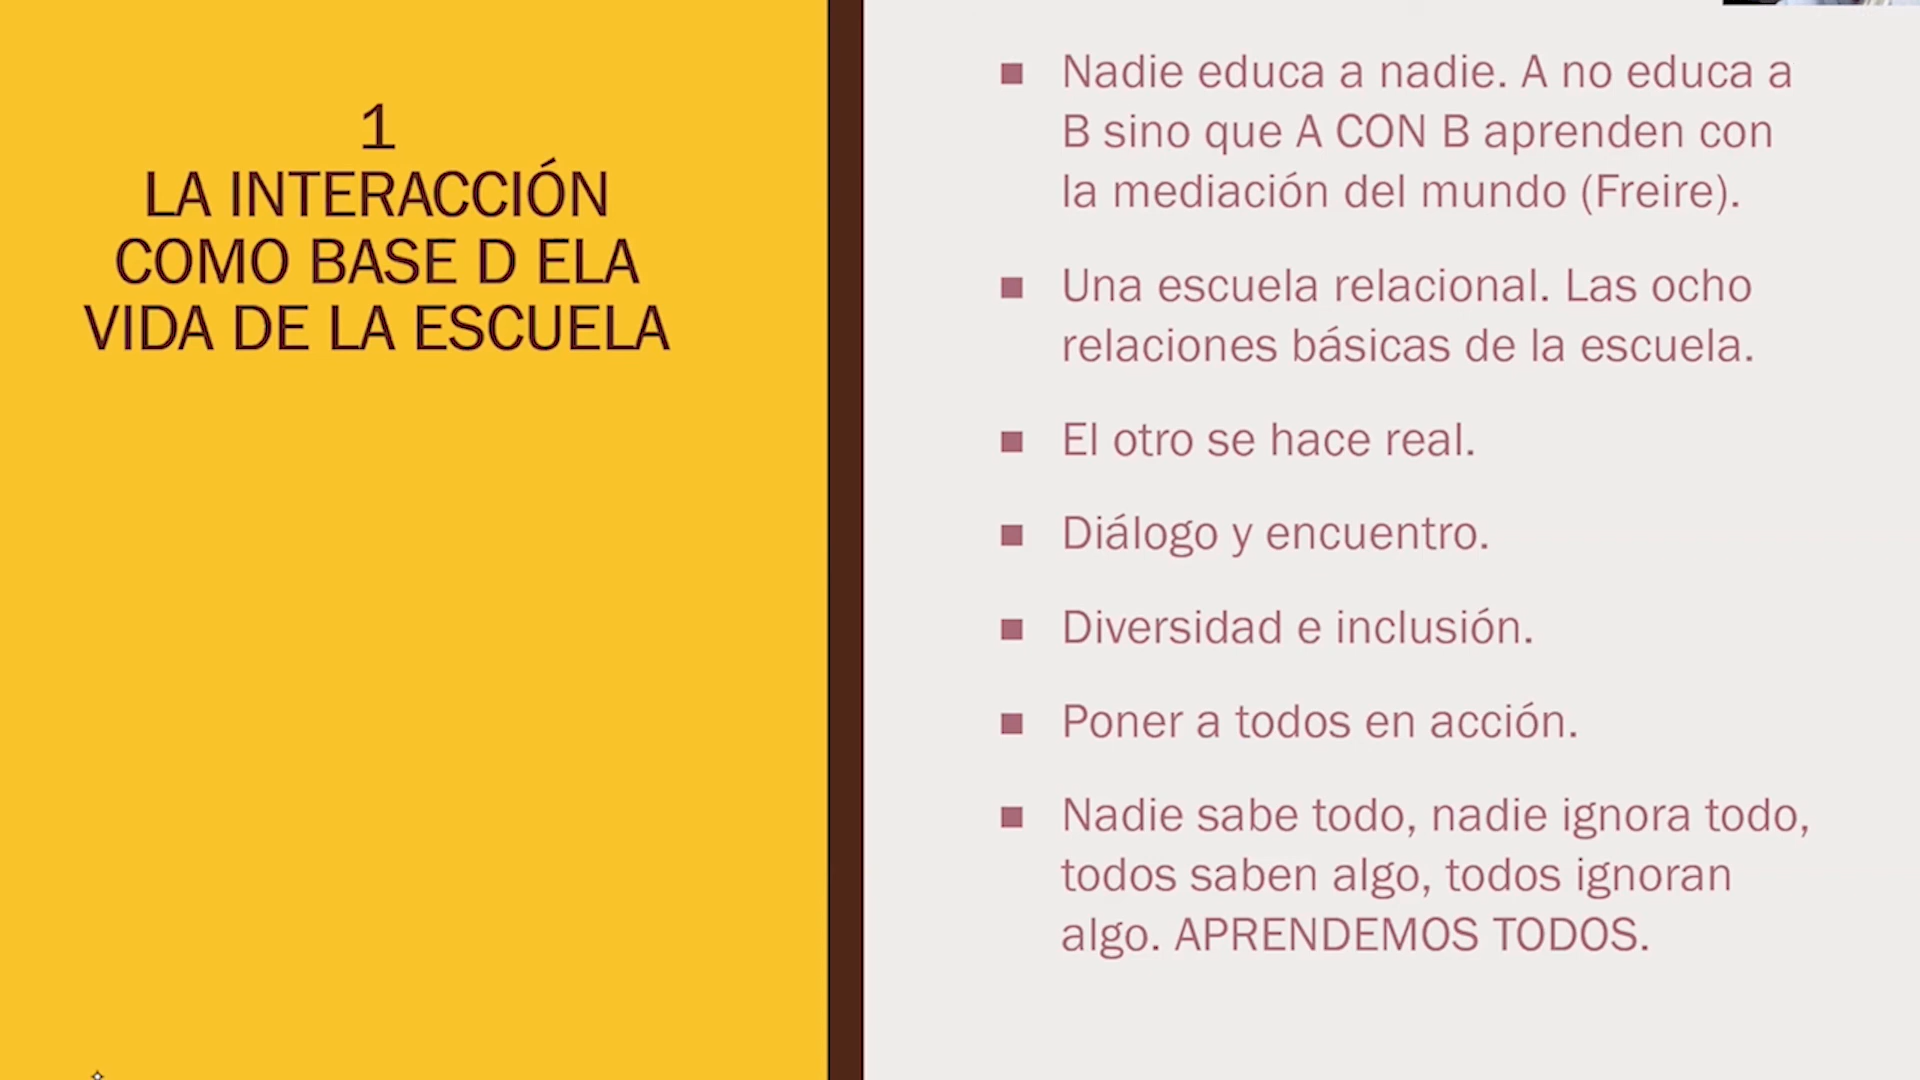 1
LA INTERACCIÓN
COMO BASE D ELA
VIDA DE LA ESCUELA
Nadie educa a nadie. A no educa a
B sino que A CON B aprenden con
la mediación del mundo (Freire).
Una escuela relacional. Las ocho
relaciones básicas de la escuela.
El otro se hace real.
Diálogo y encuentro.
Diversidad e inclusión.
Poner a todos en acción.
Nadie sabe todo, nadie ignora todo,
todos saben algo, todos ignoran
algo. APRENDEMOS TODOS.